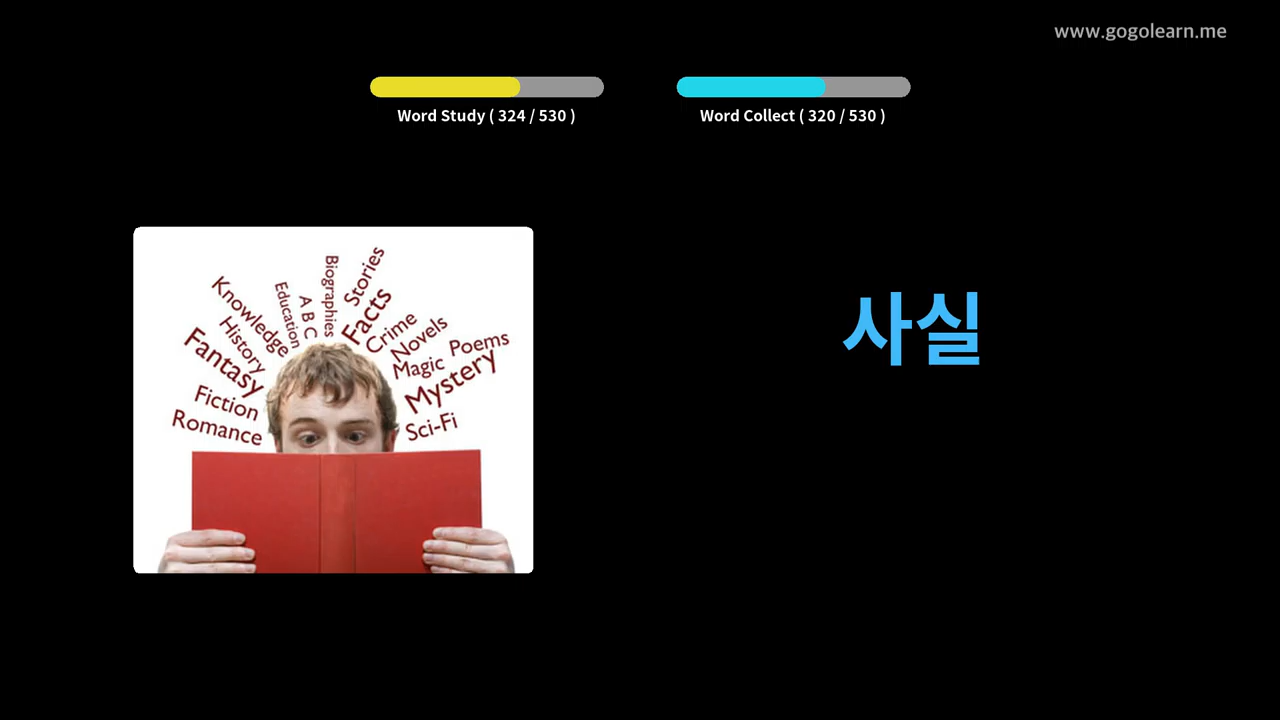 www.gogolearn.me
Word Study ( 324 / 530 )
Word Collect ( 320 / 530 )
Romance
Fiction
Fantasy
History
Knowledge
Education
A B C
Biographies
Stories
Facts
Crime
Novels
Magic
Poems
Mystery
Sci-Fi
사실